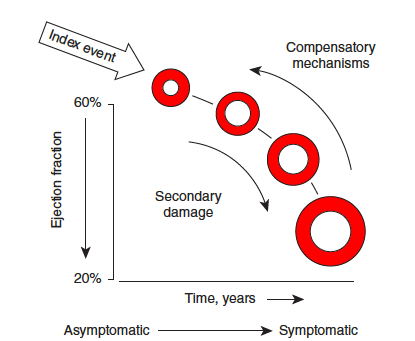 Index event
Compensatory
mechanisms
60%
Ejection fraction
Secondary
damage
20%
Time, years
Asymptomatic
Symptomatic